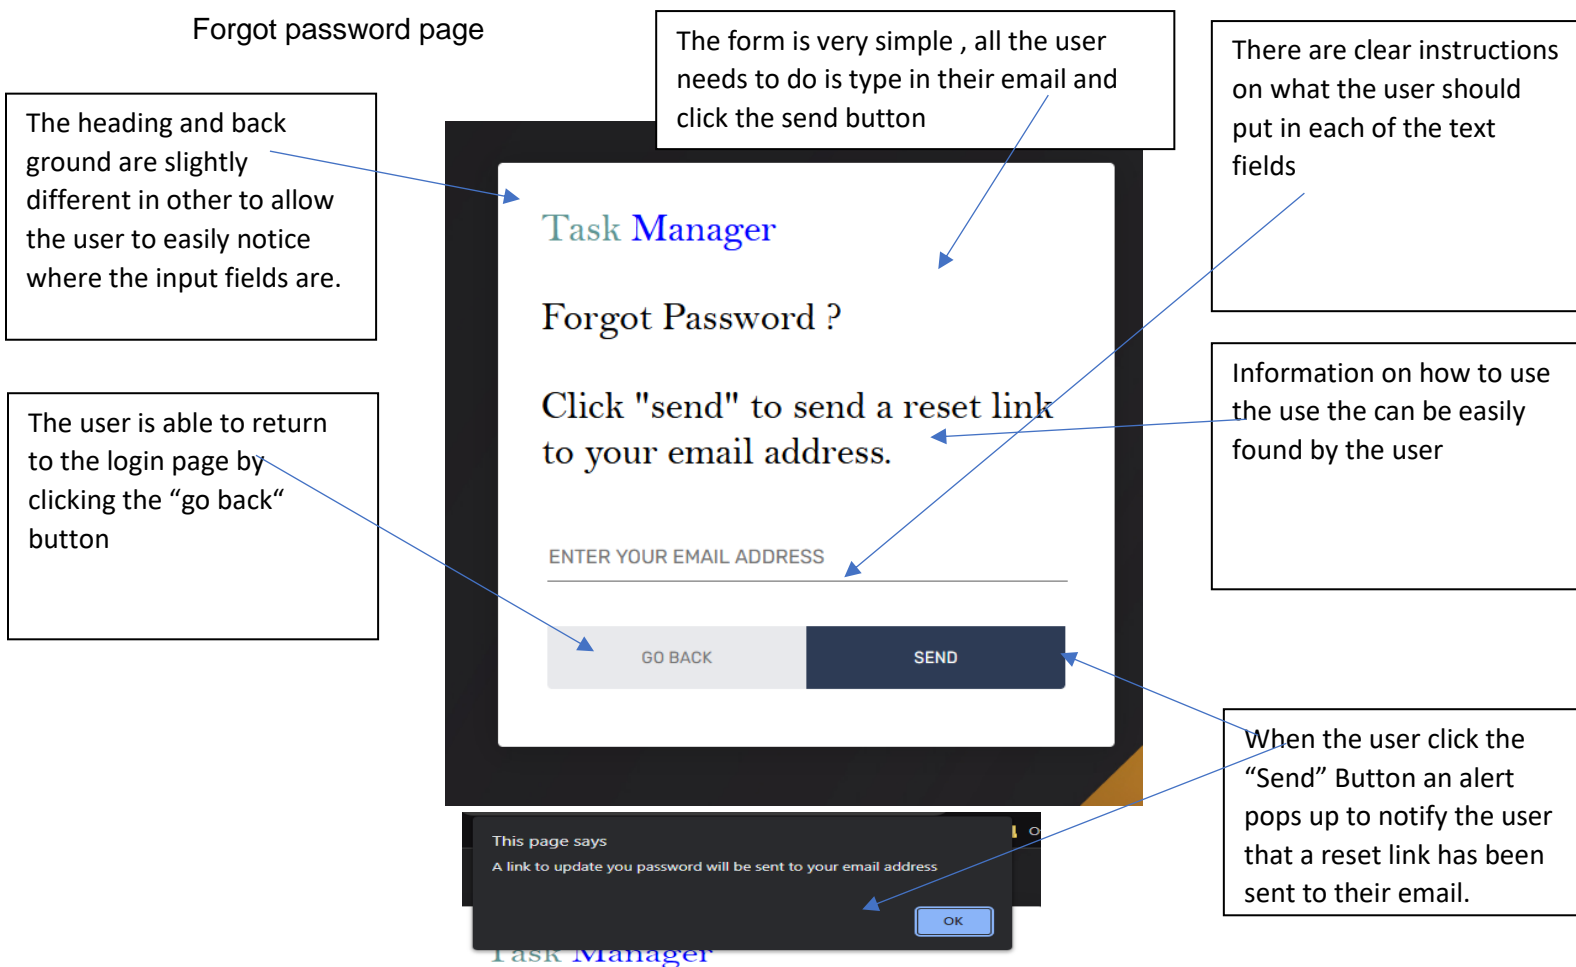 Forgot password page
The form is very simple , all the user
needs to do is type in their email and
click the send button
There are clear instructions
on what the user should
put in each of the text
fields
The heading and back
ground are slightly
different in other to allow
the user to easily notice
where the input fields are.
Task Manager
Forgot Password ?
Click "send" to send a reset link
to your email address.
ENTER YOUR EMAIL ADDRESS
GO BACK
SEND
Information on how to use
the use the can be easily
found by the user
The user is able to return
to the login page by
clicking the “go back“
button
When the user click the
“Send” Button an alert
pops up to notify the user
that a reset link has been
sent to their email.
This page says
A link to update you password will be sent to your email address
OK
Task Manager